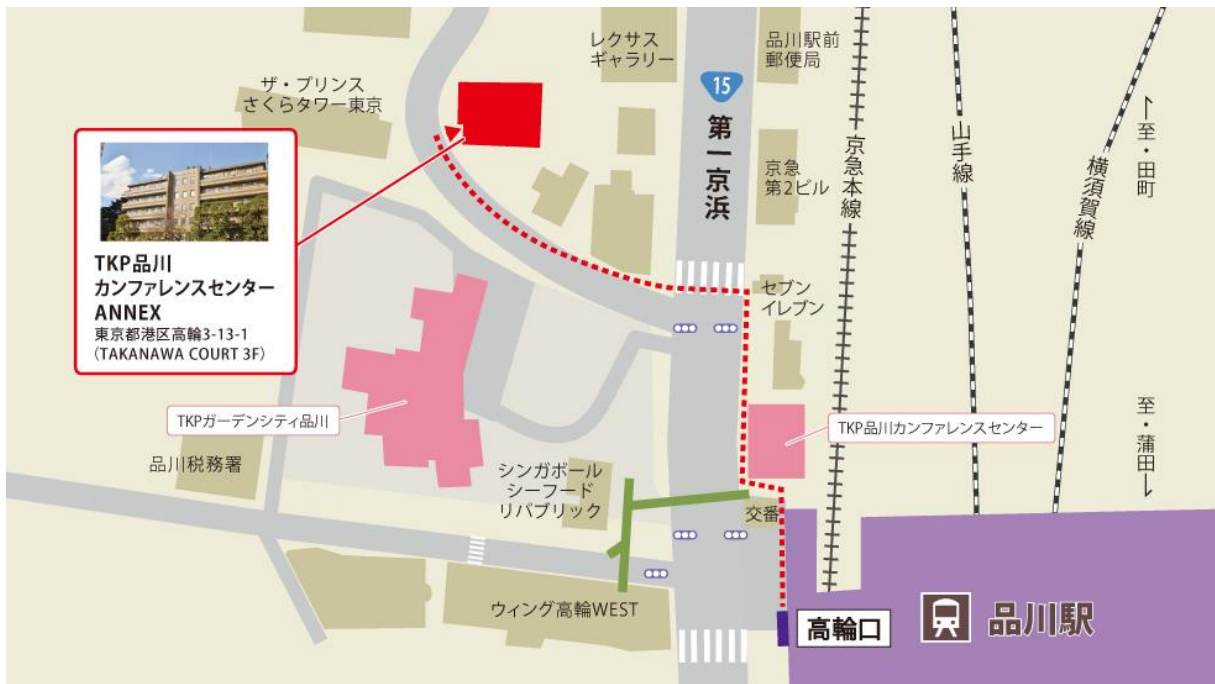 レクサス
ギャラリー
品川駅前
郵便局
ザ・プリンス
さくらタワー東京
15
第一京浜
京急
第2ビル
京急本線
山手線
横須賀線
至・田町
TKP品川
カンファレンスセンター
ANNEX
東京都港区高輪3-13-1
(TAKANAWA COURT 3F)
セブン
イレブン
TKPガーデンシティ品川
TKP品川カンファレンスセンター
至・蒲田
品川税務署
シンガポール
シーフード
リパブリック
交番
ウィング高輪WEST
高輪口
品川駅